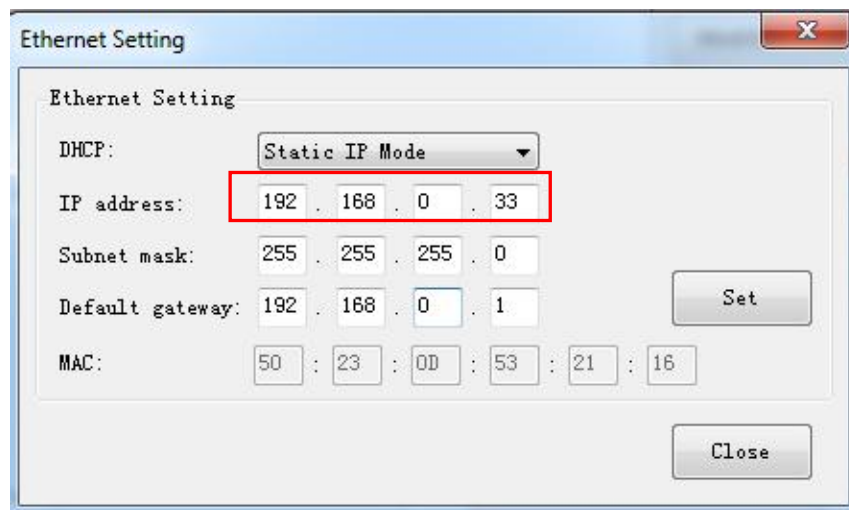 Ethernet Setting
Ethernet Setting
DHCP: Static IP Mode
IP address: 192 . 168 . 0 . 33
Subnet mask: 255 . 255 . 255 . 0
Default gateway: 192 . 168 . 0 . 1
Set
MAC: 50 : 23 : 0D : 53 : 21 : 16
Close